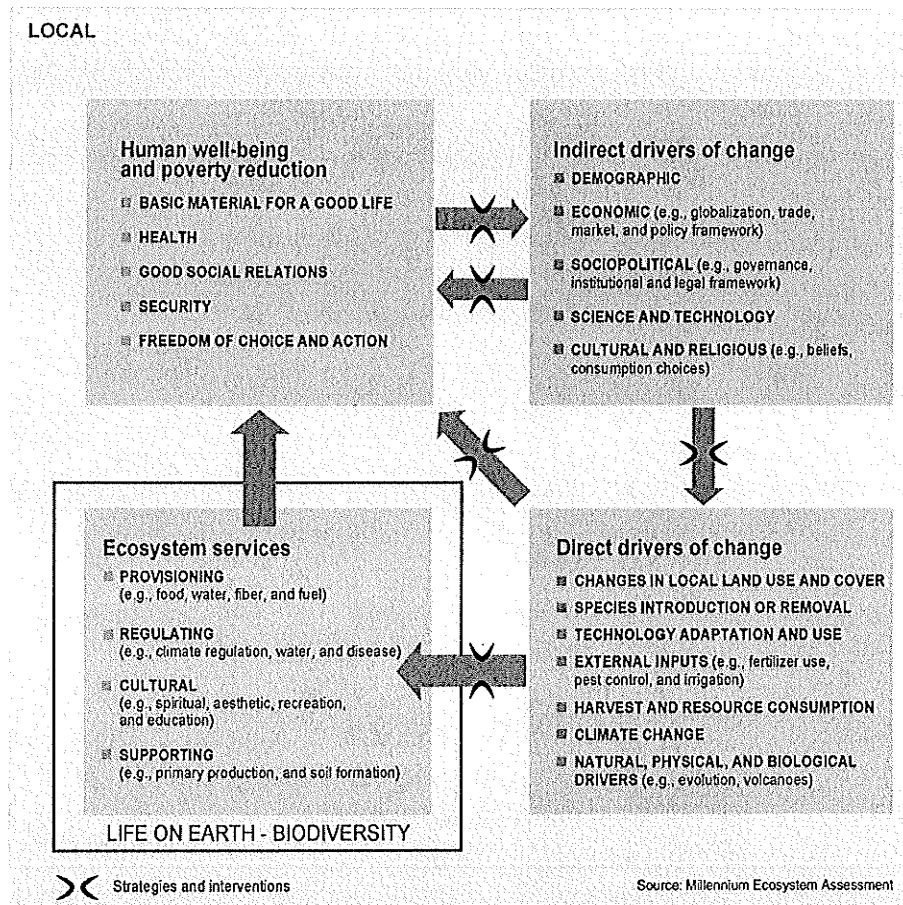 LOCAL
Human well-being
and poverty reduction
BASIC MATERIAL FOR A GOOD LIFE
HEALTH
GOOD SOCIAL RELATIONS
SECURITY
FREEDOM OF CHOICE AND ACTION
Indirect drivers of change
DEMOGRAPHIC
ECONOMIC (e.g., globalization, trade,
market, and policy framework)
SOCIOPOLITICAL (e.g., governance,
institutional and legal framework)
SCIENCE AND TECHNOLOGY
CULTURAL AND RELIGIOUS (e.g., beliefs,
consumption choices)
Ecosystem services
PROVISIONING
(e.g., food, water, fiber, and fuel)
REGULATING
(e.g., climate regulation, water, and disease)
CULTURAL
(e.g., spiritual, aesthetic, recreation,
and education)
SUPPORTING
(e.g., primary production, and soil formation)
LIFE ON EARTH - BIODIVERSITY
Direct drivers of change
CHANGES IN LOCAL LAND USE AND COVER
SPECIES INTRODUCTION OR REMOVAL
TECHNOLOGY ADAPTATION AND USE
EXTERNAL INPUTS (e.g., fertilizer use,
pest control, and irrigation)
HARVEST AND RESOURCE CONSUMPTION
CLIMATE CHANGE
NATURAL, PHYSICAL, AND BIOLOGICAL
DRIVERS (e.g., evolution, volcanoes)
Strategies and interventions
Source: Millennium Ecosystem Assessment